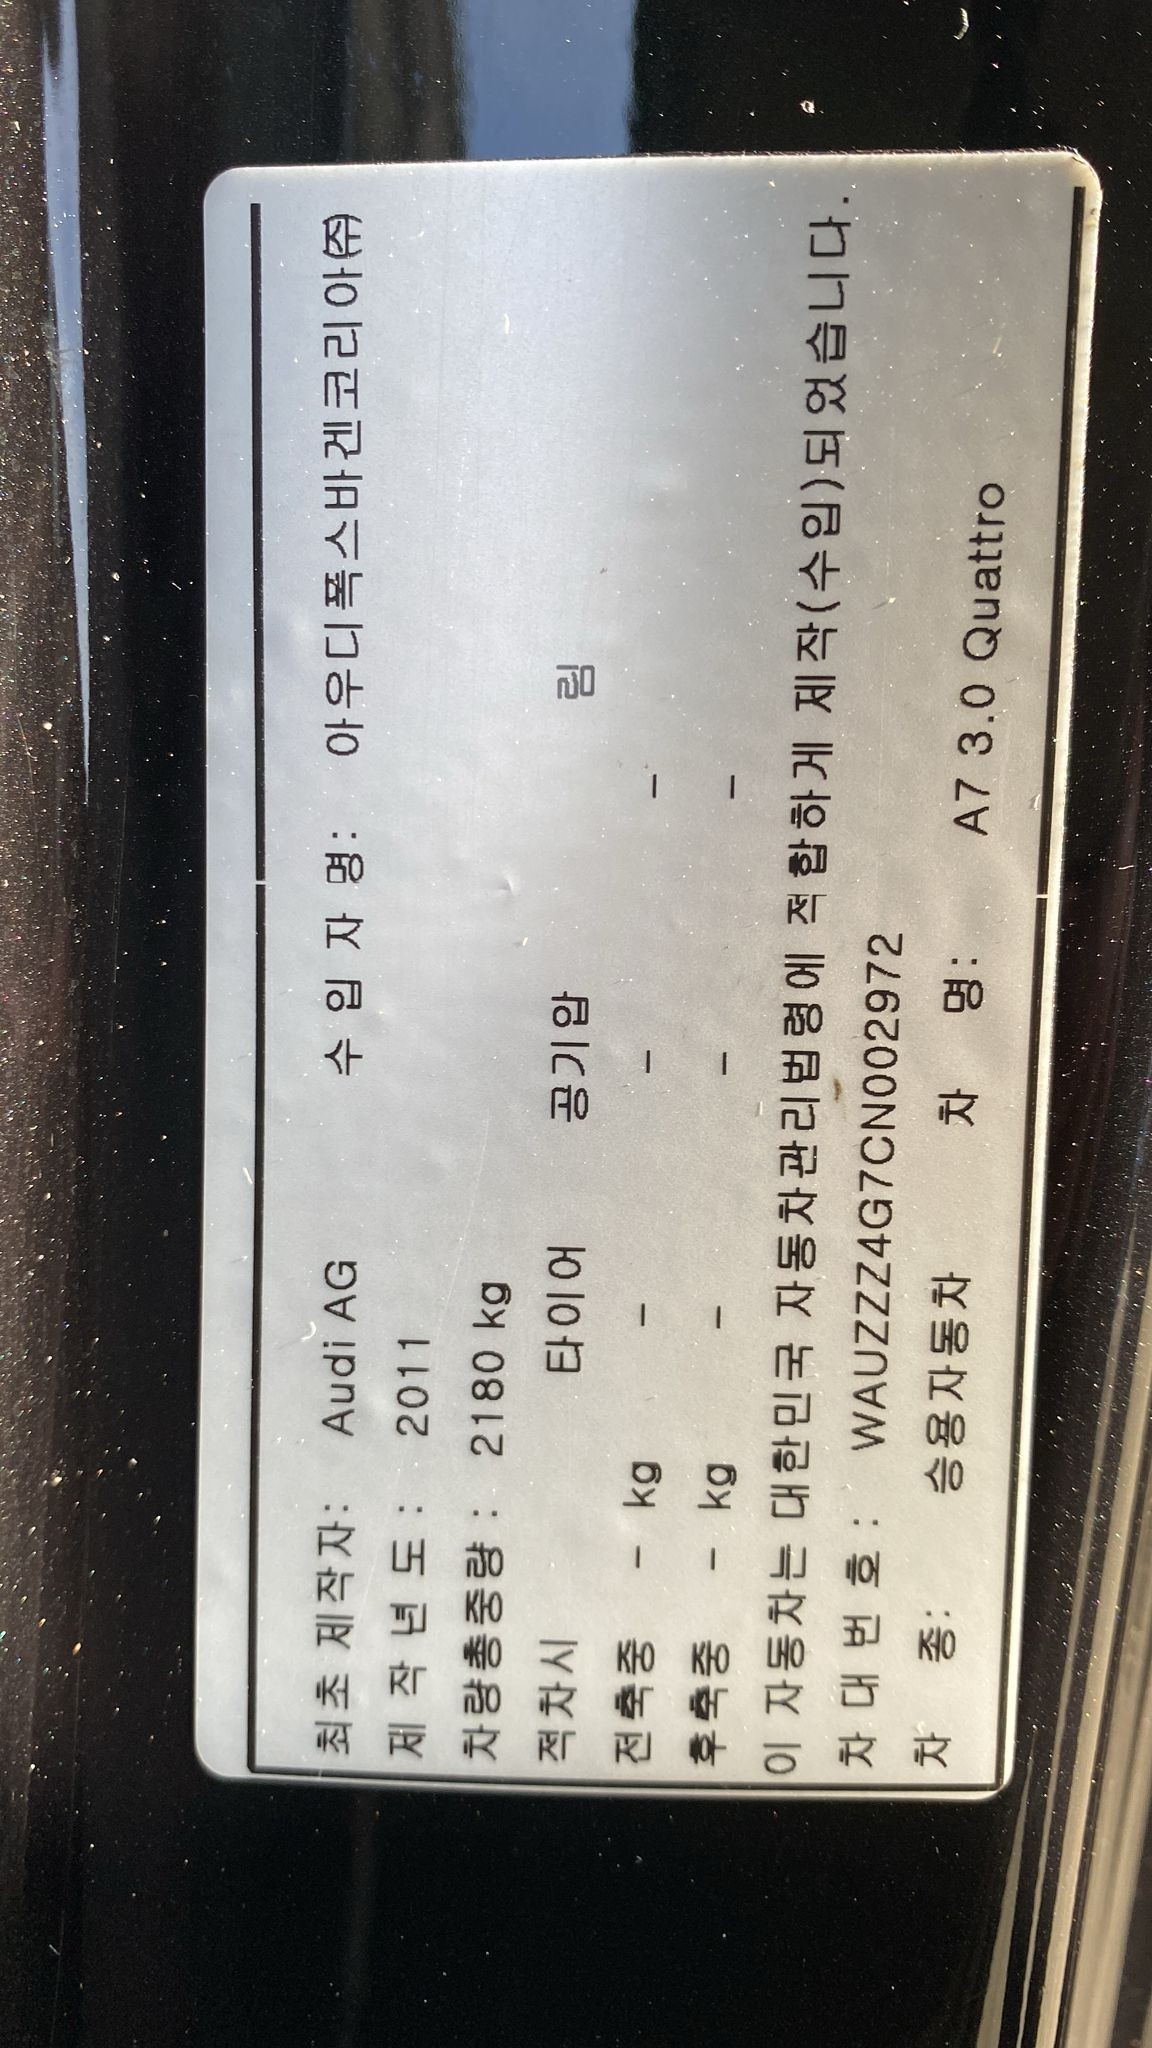 최초 제작자: Audi AG 수 입 자 명: 아우디폭스바겐코리아㈜
제 작 년 도 : 2011
차량총중량 : 2180 kg
적차시 타이어 공기압 림
전축중 - kg - - -
후축중 - kg - - -
이 자동차는 대한민국 자동차관리법령에 적합하게 제작(수입)되었습니다.
차 대 번 호 : WAUZZZ4G7CN002972
차 종: 승용자동차 차 명: A7 3.0 Quattro